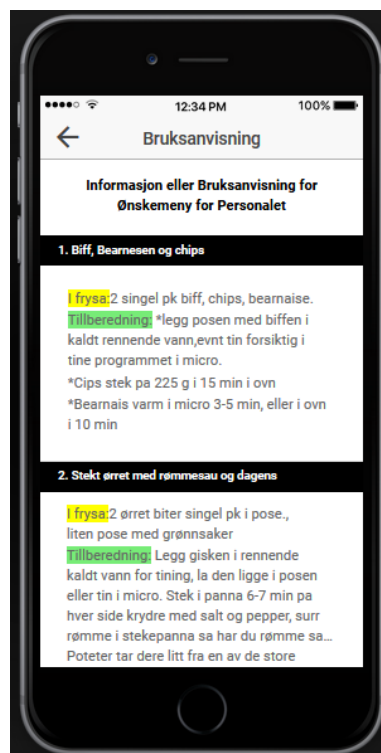 12:34 PM
100%
Bruksanvisning
Informasjon eller Bruksanvisning for
Ønskemeny for Personalet
1. Biff, Bearnesen og chips
I frysa:2 singel pk biff, chips, bearnaise.
Tillberedning: *legg posen med biffen i
kaldt rennende vann,evnt tin forsiktig i
tine programmet i micro.
*Cips stek pa 225 g i 15 min i ovn
*Bearnais varm i micro 3-5 min, eller i ovn
i 10 min
2. Stekt ørret med rømmesau og dagens
I frysa:2 ørret biter singel pk i pose.,
liten pose med grønnsaker
Tillberedning: Legg gisken i rennende
kaldt vann for tining, la den ligge i posen
eller tin i micro. Stek i panna 6-7 min pa
hver side krydre med salt og pepper, surr
rømme i stekepanna sa har du rømme sa...
Poteter tar dere litt fra en av de store